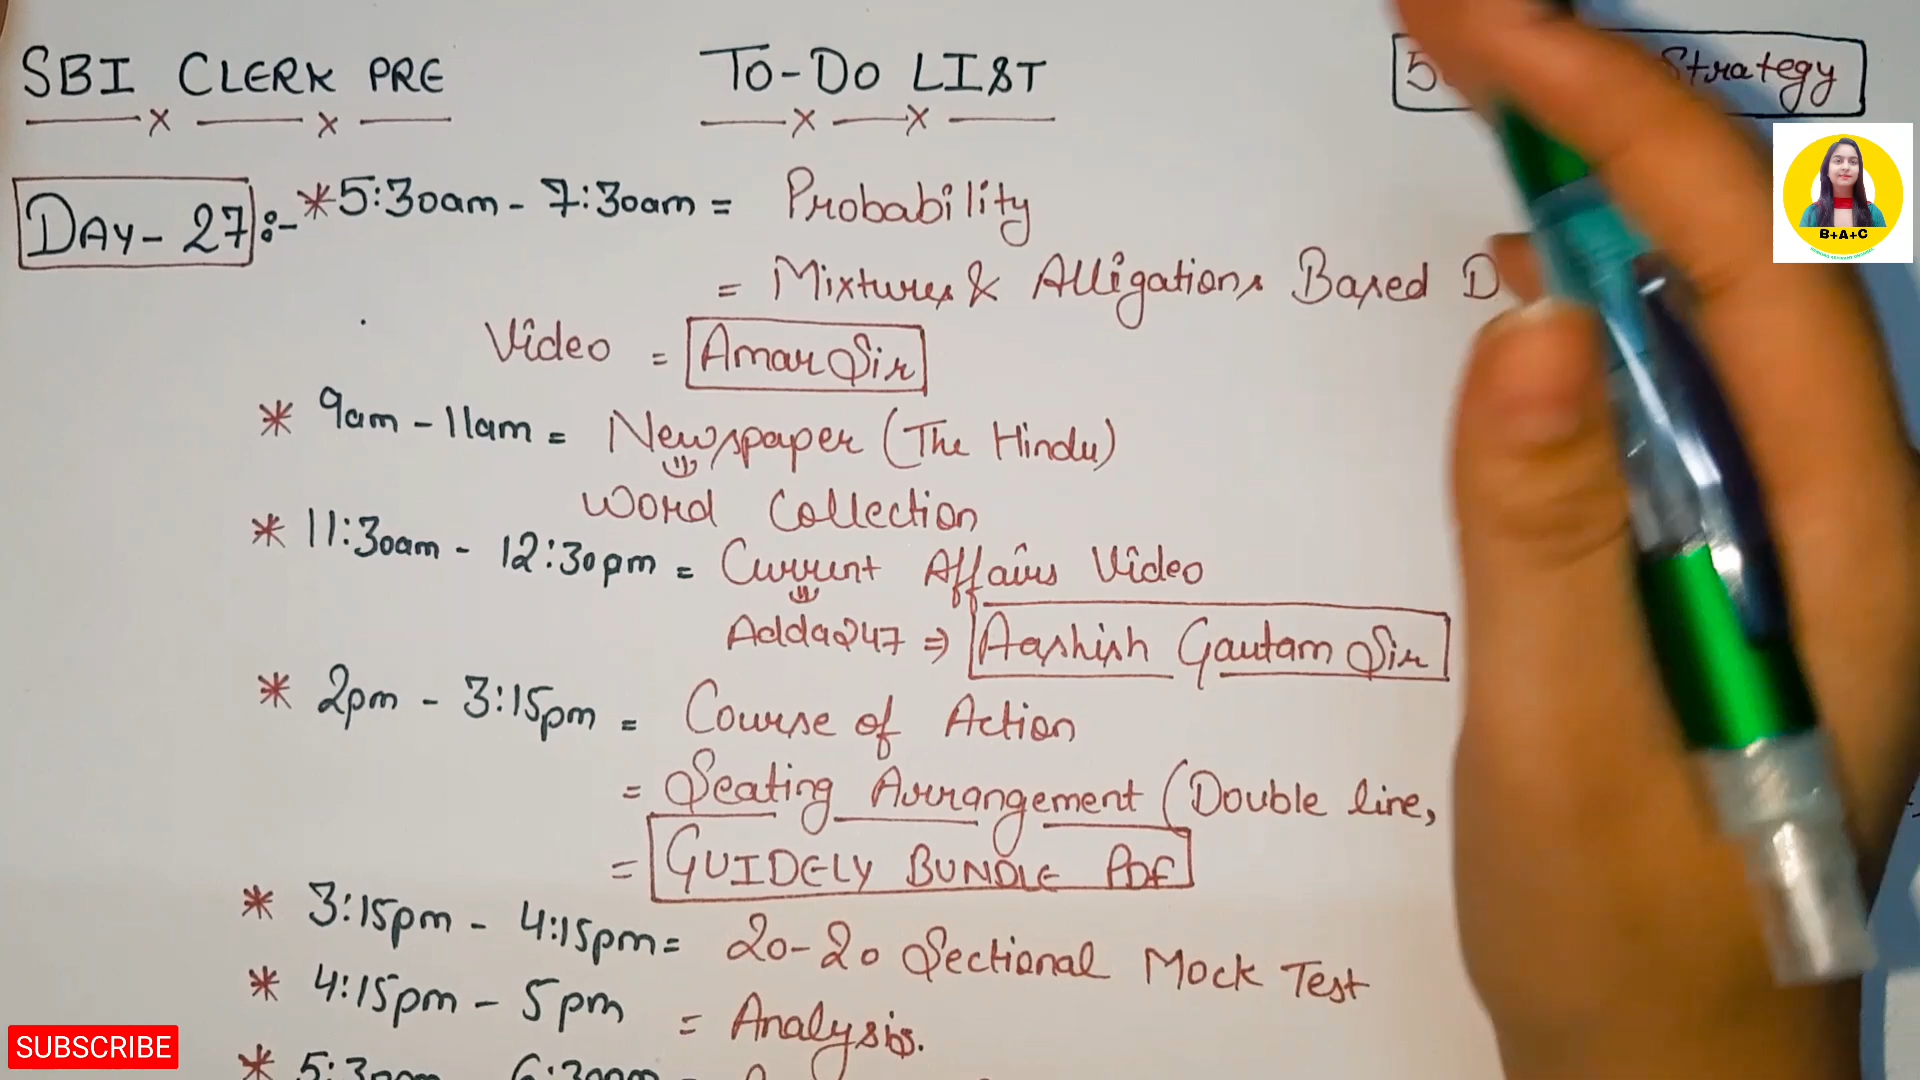 SBI CLERK PRE
TO-DO LIST
Strategy
B+A+C
DAY-27:- *5:30am - 7:30am = Probability
= Mixtures & Alligations Based D
Video = Amar Sir
* 9am - 11am = Newspaper (The Hindu)
Word Collection
* 11:30am - 12:30pm = Current Affairs Video
Adda247 ⇒ Aashish Gautam Sir
* 2pm - 3:15pm = Course of Action
= Seating Arrangement (Double line,
= GUIDELY BUNDLE PDF
* 3:15pm - 4:15pm = 20-20 Sectional Mock Test
* 4:15pm - 5pm = Analysis.
SUBSCRIBE